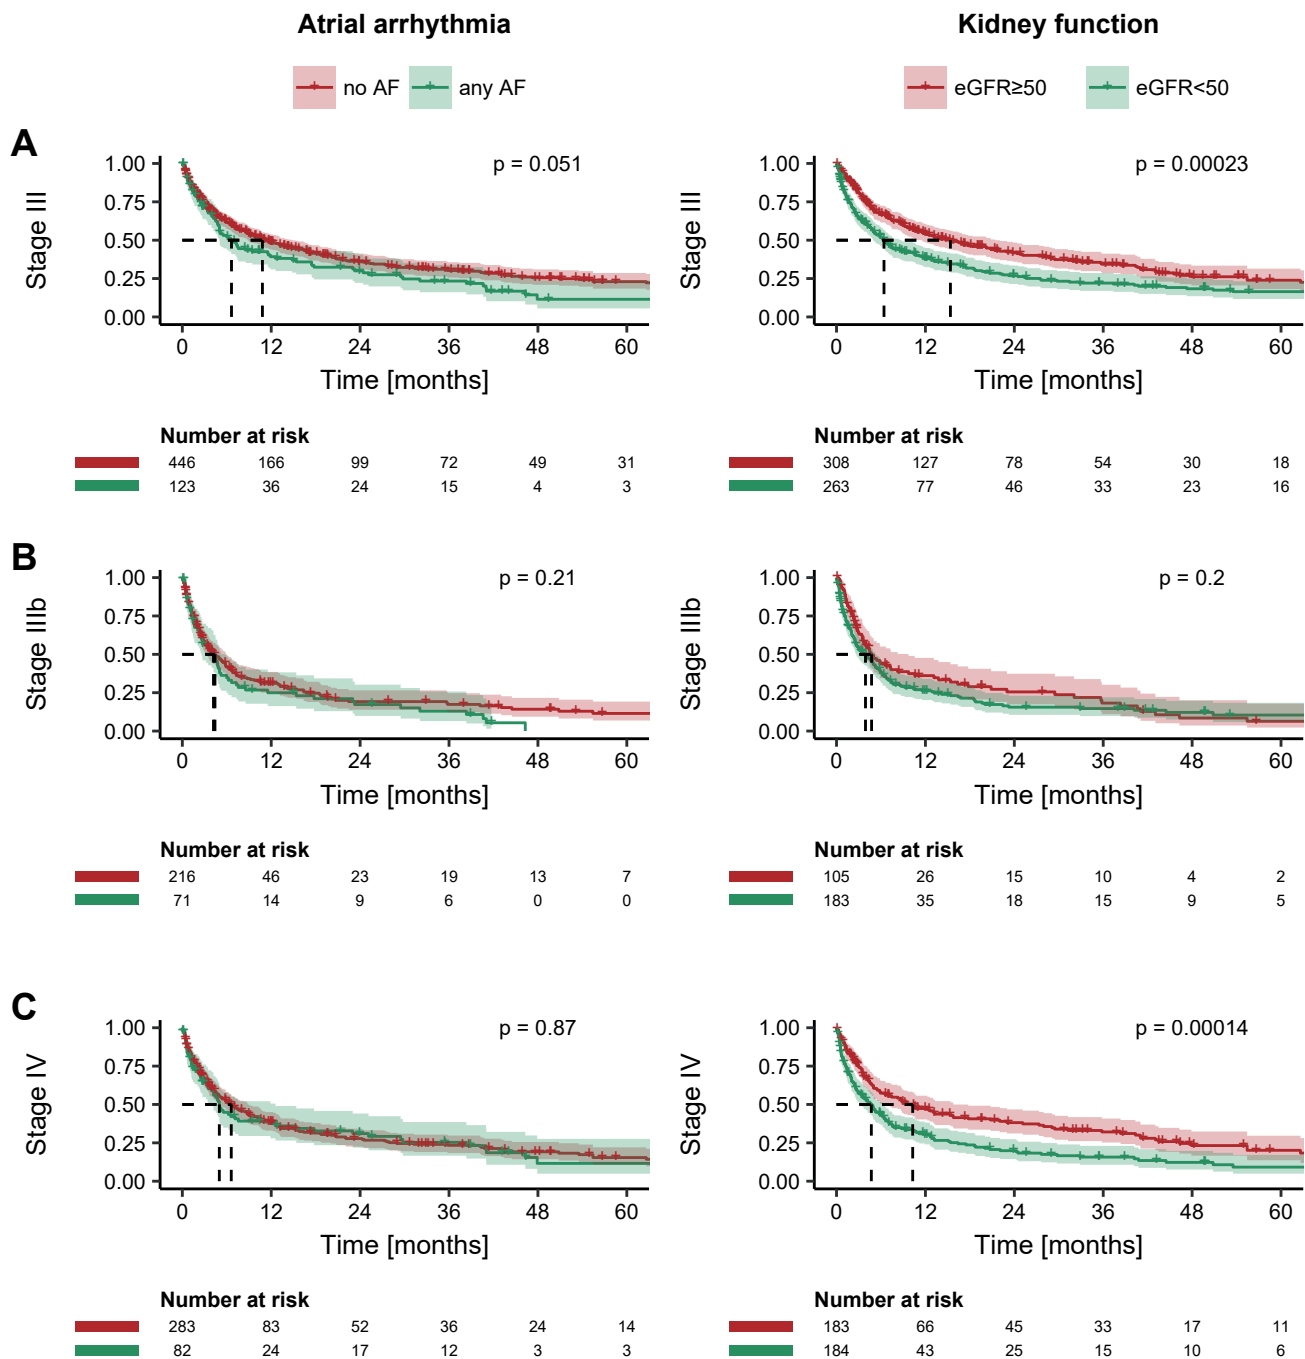 Atrial arrhythmia
Kidney function
no AF
any AF
eGFR≥50
eGFR<50
A
Stage III
1.00
0.75
0.50
0.25
0.00
p = 0.051
0 12 24 36 48 60
Time [months]
Number at risk
446 166 99 72 49 31
123 36 24 15 4 3
Stage III
1.00
0.75
0.50
0.25
0.00
p = 0.00023
0 12 24 36 48 60
Time [months]
Number at risk
308 127 78 54 30 18
263 77 46 33 23 16
B
Stage IIIb
1.00
0.75
0.50
0.25
0.00
p = 0.21
0 12 24 36 48 60
Time [months]
Number at risk
216 46 23 19 13 7
71 14 9 6 0 0
Stage IIIb
1.00
0.75
0.50
0.25
0.00
p = 0.2
0 12 24 36 48 60
Time [months]
Number at risk
105 26 15 10 4 2
183 35 18 15 9 5
C
Stage IV
1.00
0.75
0.50
0.25
0.00
p = 0.87
0 12 24 36 48 60
Time [months]
Number at risk
283 83 52 36 24 14
82 24 17 12 3 3
Stage IV
1.00
0.75
0.50
0.25
0.00
p = 0.00014
0 12 24 36 48 60
Time [months]
Number at risk
183 66 45 33 17 11
184 43 25 15 10 6